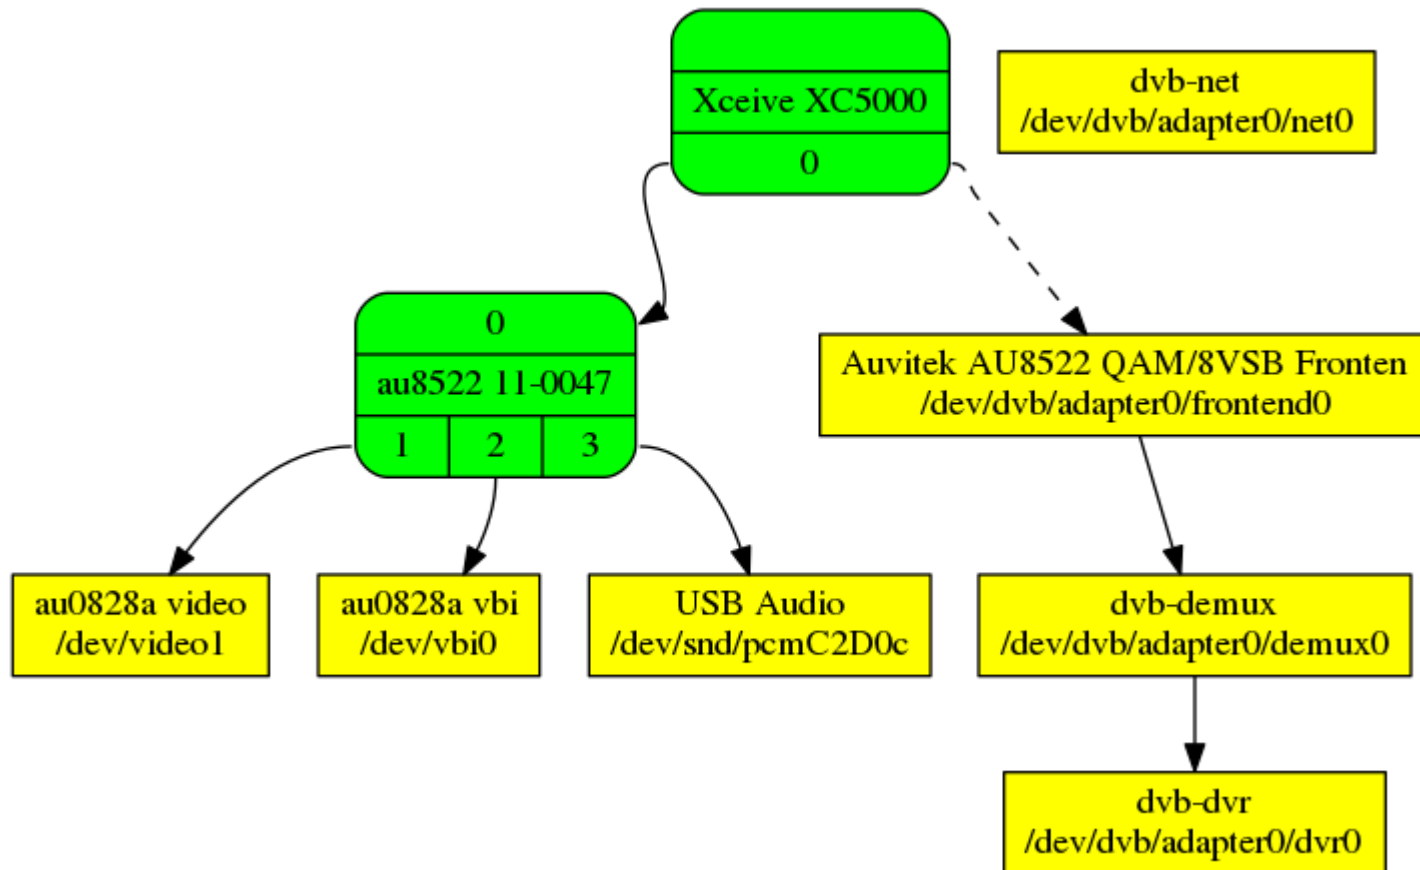 Xceive XC5000
0
dvb-net
/dev/dvb/adapter0/net0
0
au8522 11-0047
1 2 3
Auvitek AU8522 QAM/8VSB Fronten
/dev/dvb/adapter0/frontend0
au0828a video
/dev/video1
au0828a vbi
/dev/vbi0
USB Audio
/dev/snd/pcmC2D0c
dvb-demux
/dev/dvb/adapter0/demux0
dvb-dvr
/dev/dvb/adapter0/dvr0